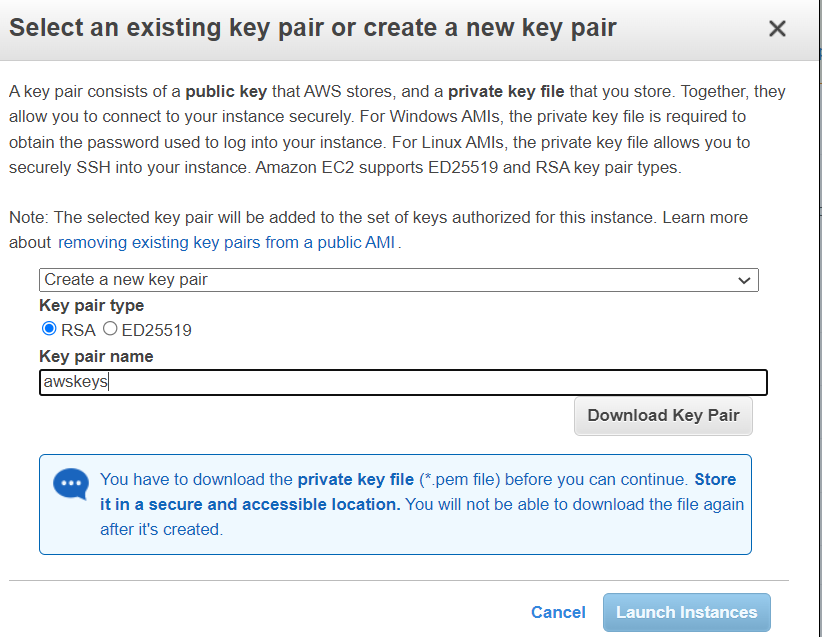 Select an existing key pair or create a new key pair
A key pair consists of a public key that AWS stores, and a private key file that you store. Together, they
allow you to connect to your instance securely. For Windows AMIs, the private key file is required to
obtain the password used to log into your instance. For Linux AMIs, the private key file allows you to
securely SSH into your instance. Amazon EC2 supports ED25519 and RSA key pair types.
Note: The selected key pair will be added to the set of keys authorized for this instance. Learn more
about removing existing key pairs from a public AMI .
Create a new key pair
Key pair type
RSA ED25519
Key pair name
awskeys
Download Key Pair
You have to download the private key file (*.pem file) before you can continue. Store
it in a secure and accessible location. You will not be able to download the file again
after it's created.
Cancel Launch Instances